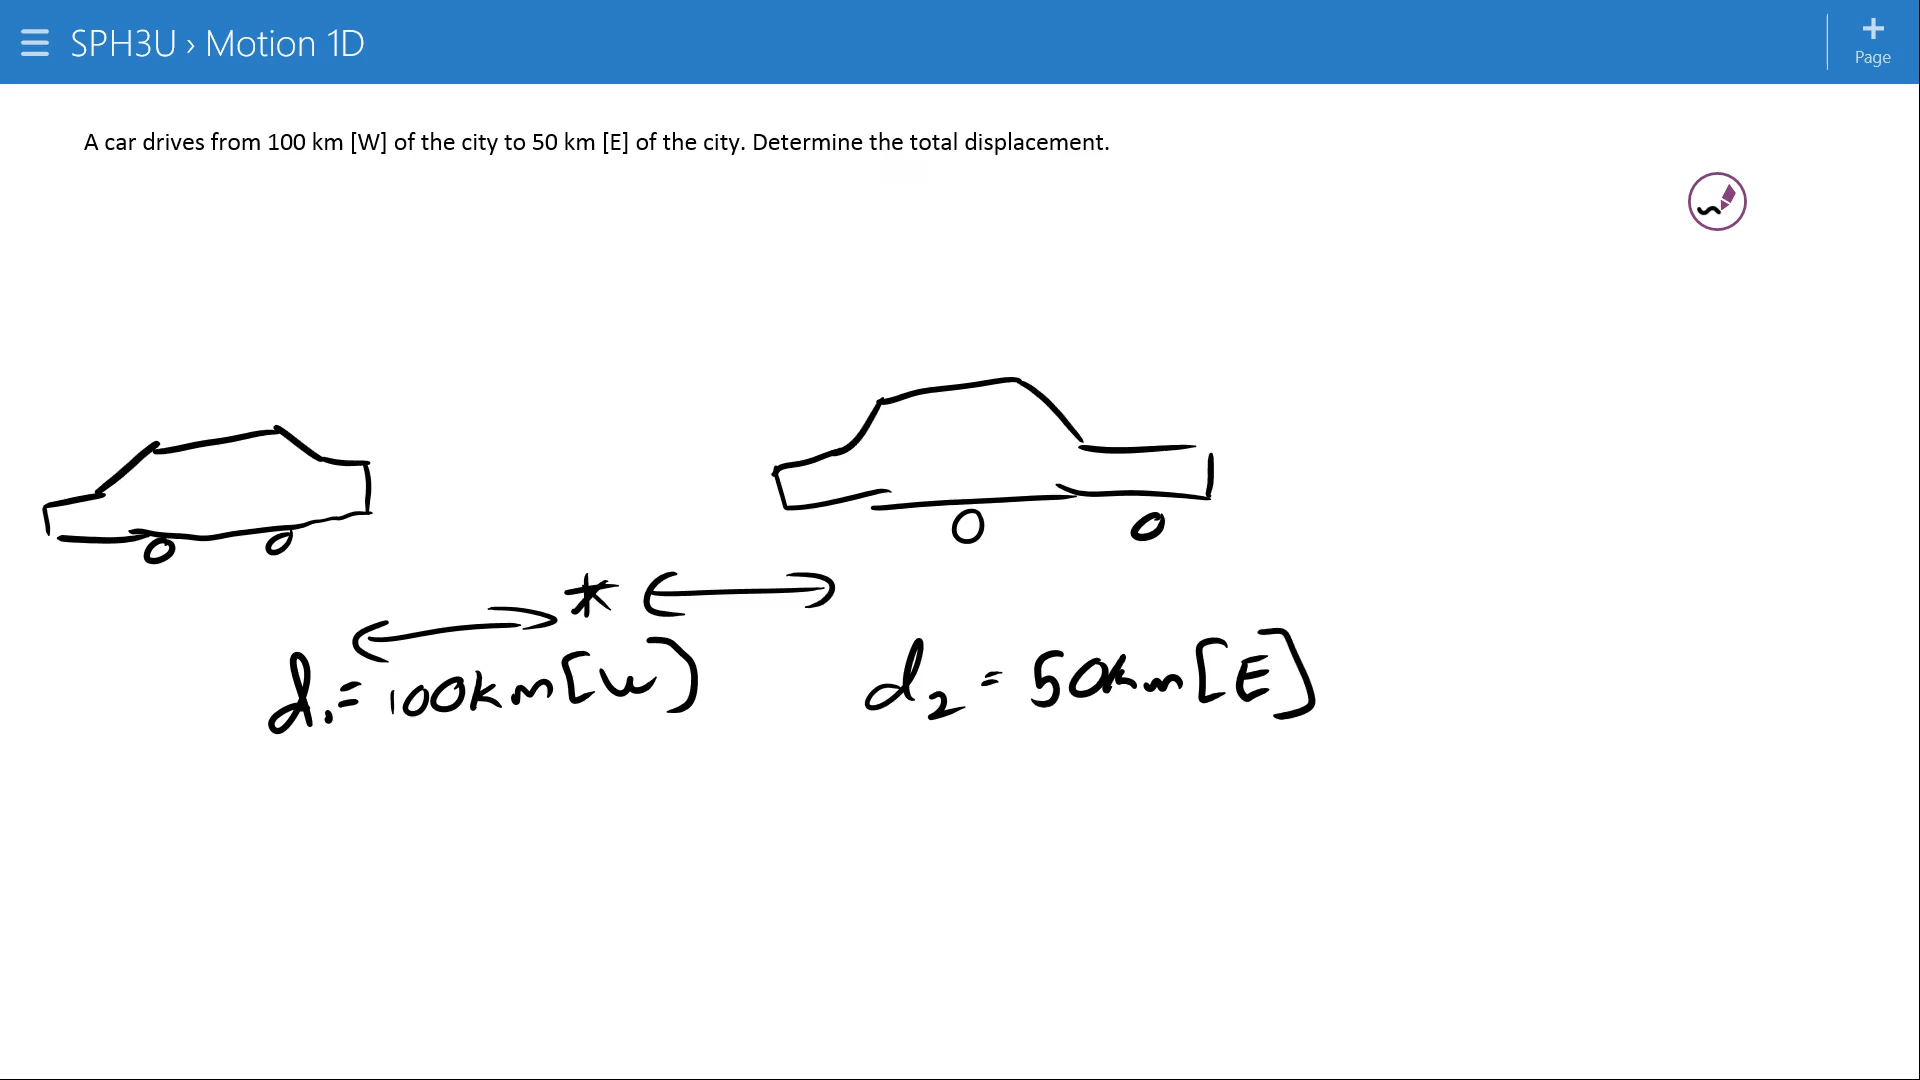 SPH3U › Motion 1D
Page
A car drives from 100 km [W] of the city to 50 km [E] of the city. Determine the total displacement.
d₁ = 100km [W]
d₂ = 50km [E]